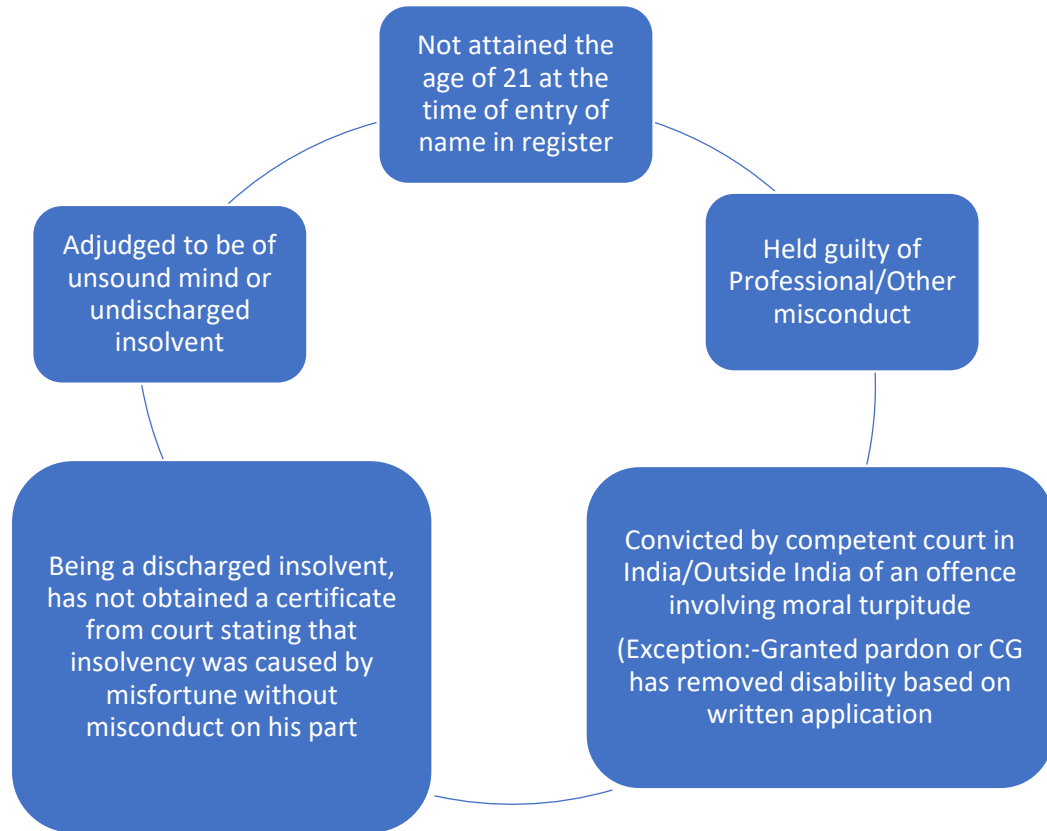 Not attained the
age of 21 at the
time of entry of
name in register
Held guilty of
Professional/Other
misconduct
Convicted by competent court in
India/Outside India of an offence
involving moral turpitude
(Exception:-Granted pardon or CG
has removed disability based on
written application
Being a discharged insolvent,
has not obtained a certificate
from court stating that
insolvency was caused by
misfortune without
misconduct on his part
Adjudged to be of
unsound mind or
undischarged
insolvent